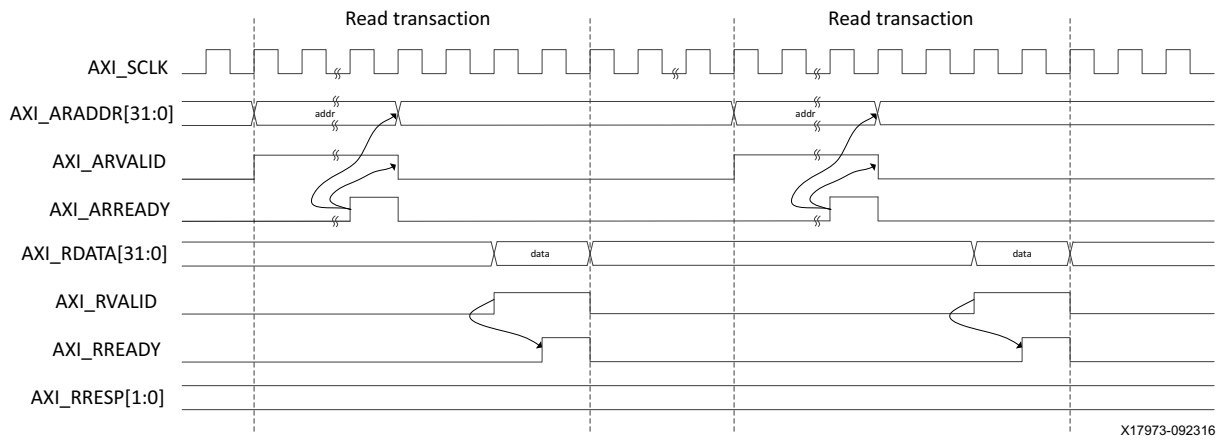 Read transaction Read transaction
AXI_SCLK
AXI_ARADDR[31:0] addr addr
AXI_ARVALID
AXI_ARREADY
AXI_RDATA[31:0] data data
AXI_RVALID
AXI_RREADY
AXI_RRESP[1:0]
X17973-092316